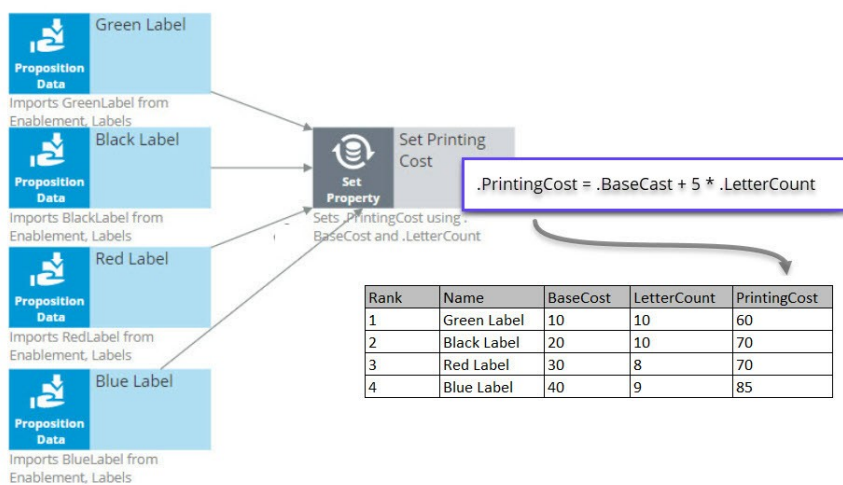 Green Label
Proposition
Data
Imports GreenLabel from
Enablement, Labels
Black Label
Proposition
Data
Imports BlackLabel from
Enablement, Labels
Red Label
Proposition
Data
Imports RedLabel from
Enablement, Labels
Blue Label
Proposition
Data
Imports BlueLabel from
Enablement, Labels
Set Printing
Cost
Set
Property
Sets .PrintingCost using .
BaseCost and .LetterCount
.PrintingCost = .BaseCast + 5 * .LetterCount
Rank Name BaseCost LetterCount PrintingCost
1 Green Label 10 10 60
2 Black Label 20 10 70
3 Red Label 30 8 70
4 Blue Label 40 9 85